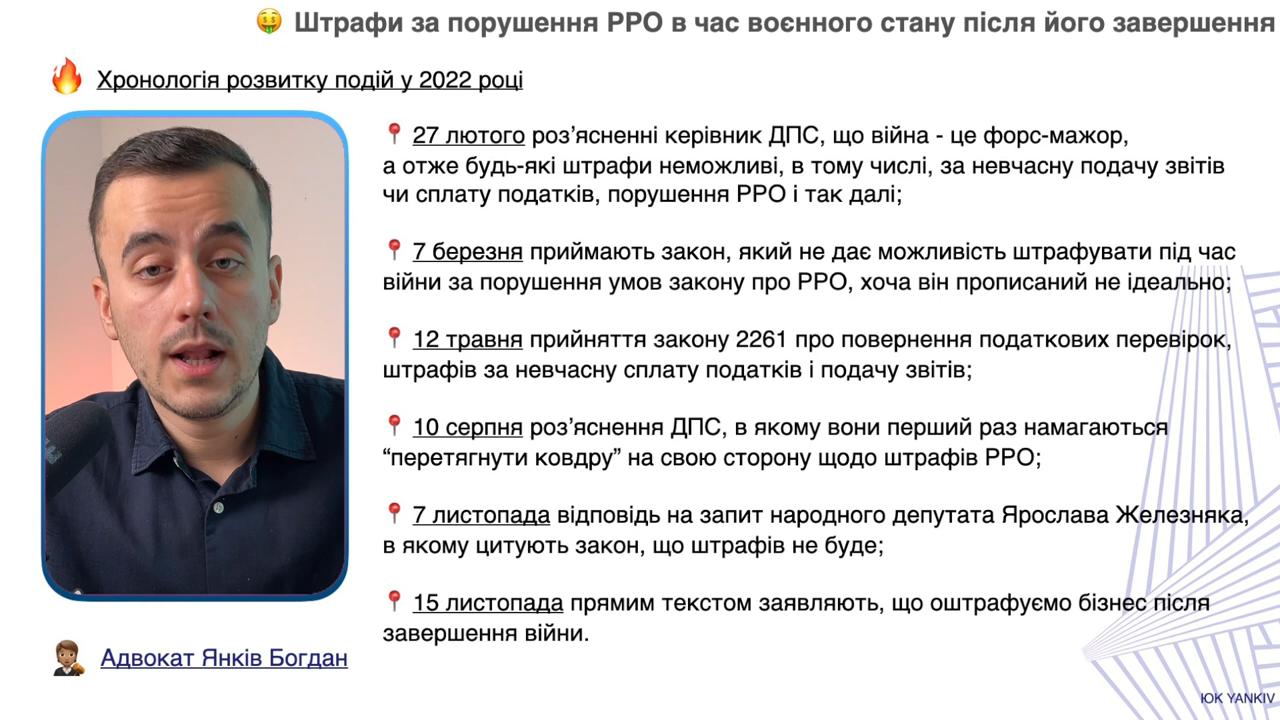 Штрафи за порушення РРО в час воєнного стану після його завершення
Хронологія розвитку подій у 2022 році
27 лютого роз’ясненні керівник ДПС, що війна - це форс-мажор,
а отже будь-які штрафи неможливі, в тому числі, за невчасну подачу звітів
чи сплату податків, порушення РРО і так далі;
7 березня приймають закон, який не дає можливість штрафувати під час
війни за порушення умов закону про РРО, хоча він прописаний не ідеально;
12 травня прийняття закону 2261 про повернення податкових перевірок,
штрафів за невчасну сплату податків і подачу звітів;
10 серпня роз’яснення ДПС, в якому вони перший раз намагаються
“перетягнути ковдру” на свою сторону щодо штрафів РРО;
7 листопада відповідь на запит народного депутата Ярослава Железняка,
в якому цитують закон, що штрафів не буде;
15 листопада прямим текстом заявляють, що оштрафуємо бізнес після
завершення війни.
Адвокат Янків Богдан
ЮК YANKIV